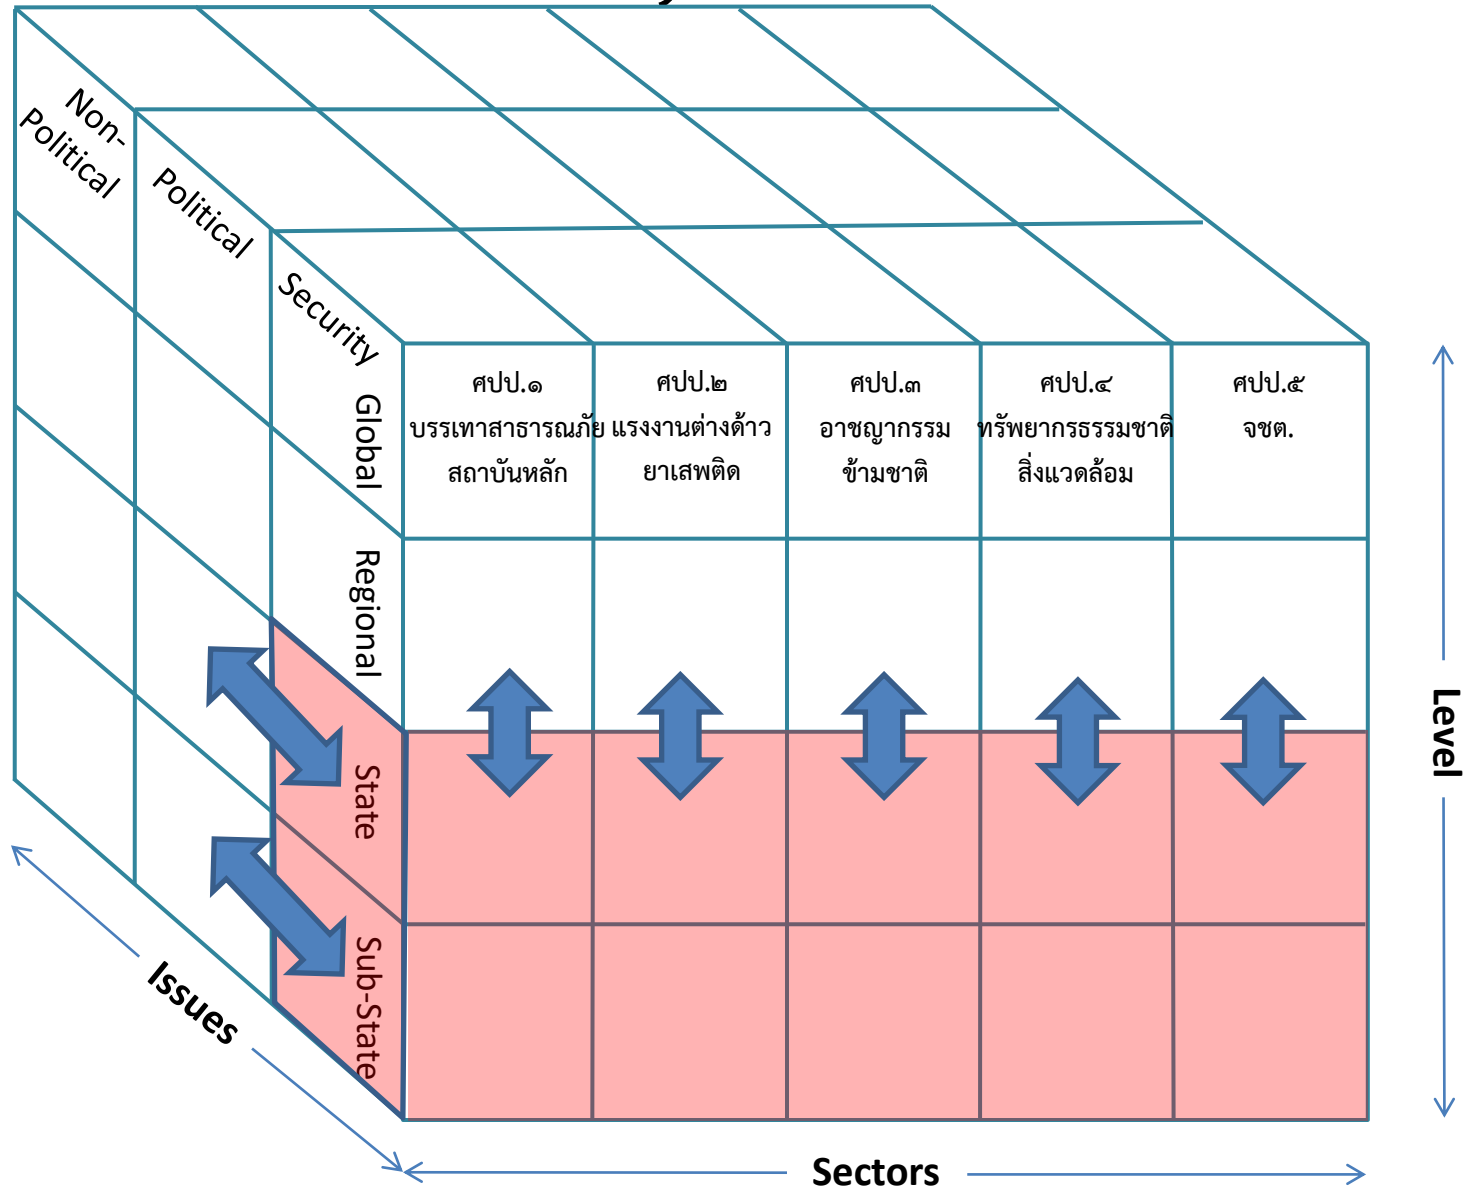 Non-
Political
Political
Security
Global
Regional
State
Sub-State
ศปป.๑
บรรเทาสาธารณภัย
สถาบันหลัก
ศปป.๒
แรงงานต่างด้าว
ยาเสพติด
ศปป.๓
อาชญากรรม
ข้ามชาติ
ศปป.๔
ทรัพยากรธรรมชาติ
สิ่งแวดล้อม
ศปป.๕
จชต.
Level
Issues
Sectors